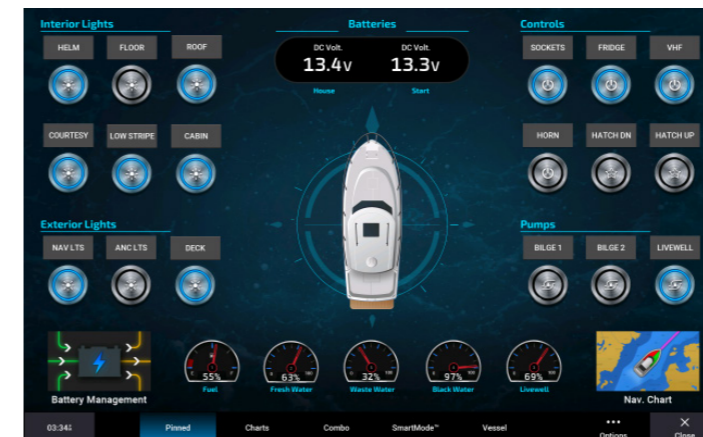 Interior Lights
Batteries
Controls
HELM
FLOOR
ROOF
DC Volt.
DC Volt.
SOCKETS
FRIDGE
VHF
13.4V
13.3V
House
Start
COURTESY
LOW STRIPE
CABIN
HORN
HATCH DN
HATCH UP
Exterior Lights
Pumps
NAV LTS
ANC LTS
DECK
BILGE 1
BILGE 2
LIVEWELL
55%
63%
32%
97%
69%
Fuel
Fresh Water
Waste Water
Black Water
Livewell
Battery Management
Nav. Chart
03:34
Pinned
Charts
Combo
SmartMode™
Vessel
Options
Close